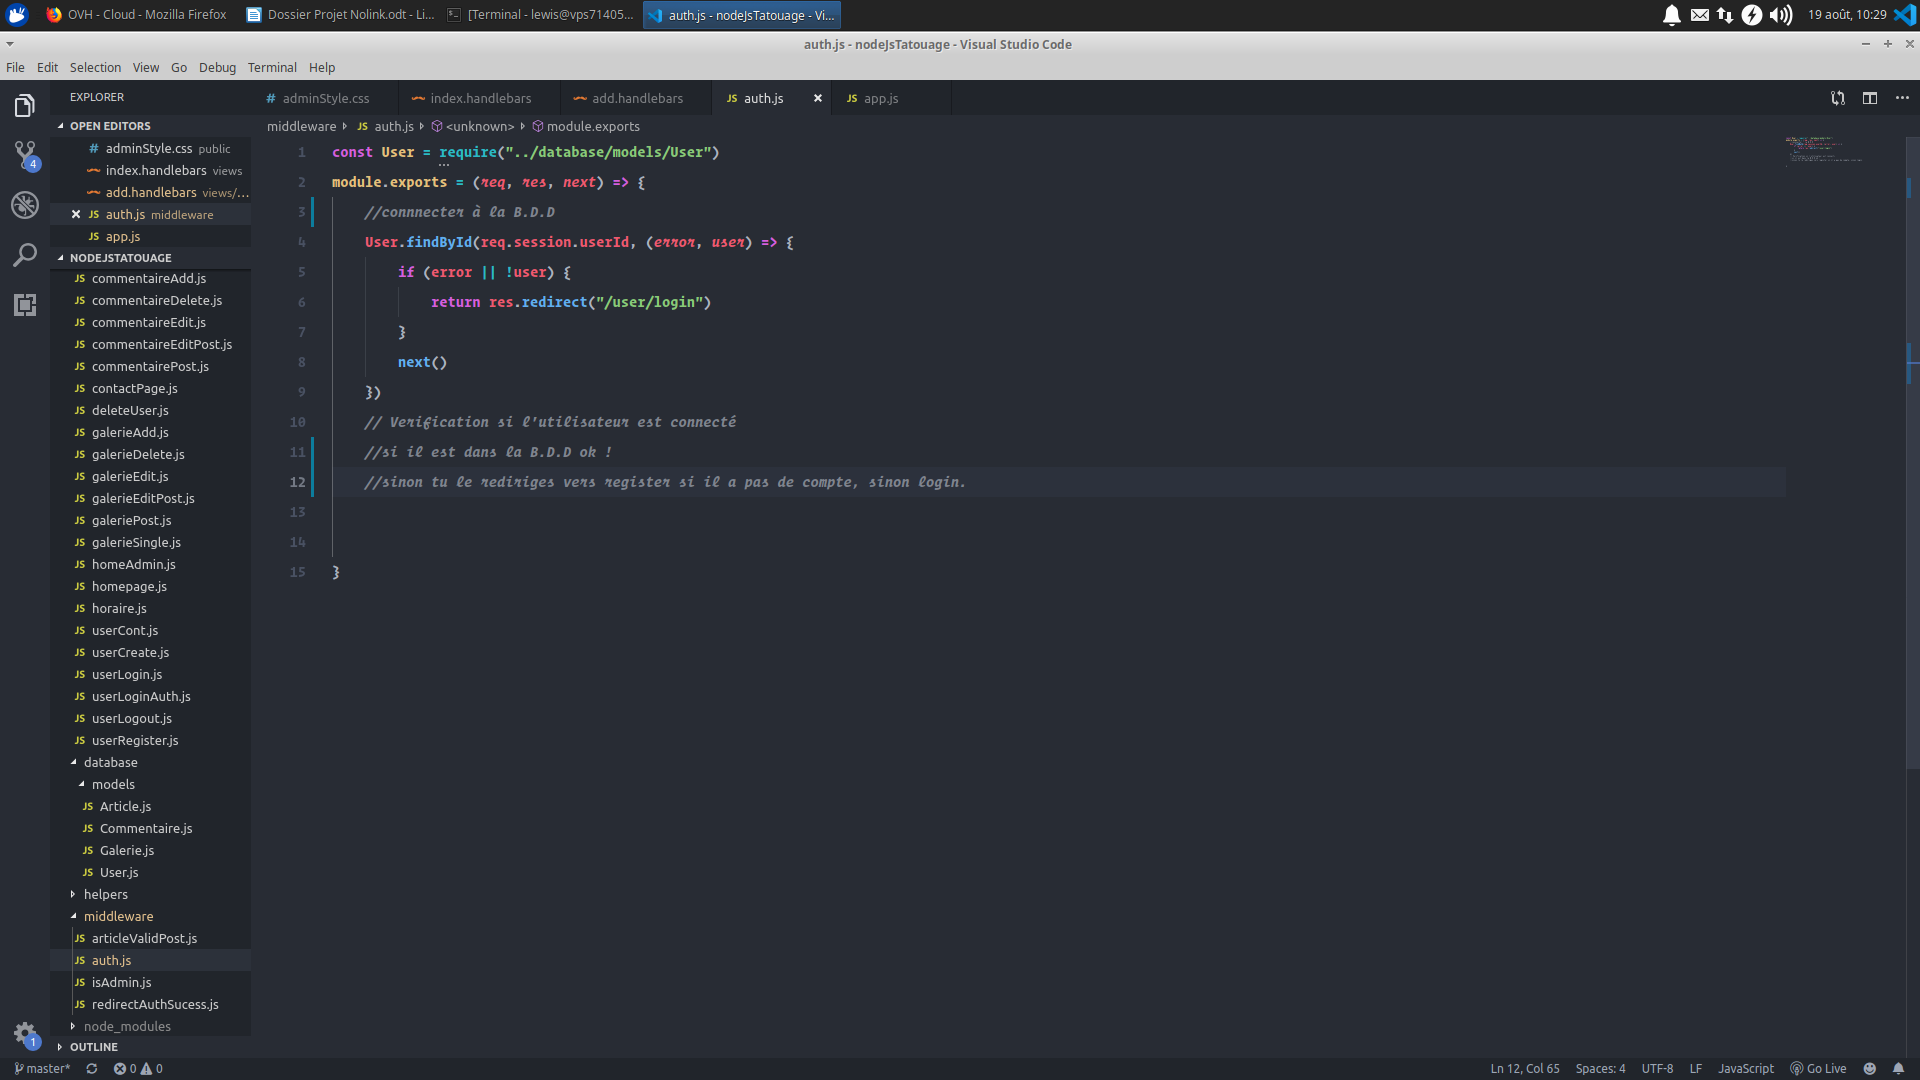 OVH - Cloud - Mozilla Firefox
Dossier Projet Nolink.odt - Li...
[Terminal - lewis@vps71405...
auth.js - nodeJsTatouage - Vi...
19 août, 10:29
auth.js - nodeJsTatouage - Visual Studio Code
File Edit Selection View Go Debug Terminal Help
EXPLORER
# adminStyle.css
index.handlebars
add.handlebars
JS auth.js
JS app.js
OPEN EDITORS
# adminStyle.css public
index.handlebars views
add.handlebars views/...
JS auth.js middleware
JS app.js
NODEJSTATOUAGE
JS commentaireAdd.js
JS commentaireDelete.js
JS commentaireEdit.js
JS commentaireEditPost.js
JS commentairePost.js
JS contactPage.js
JS deleteUser.js
JS galerieAdd.js
JS galerieDelete.js
JS galerieEdit.js
JS galerieEditPost.js
JS galeriePost.js
JS galerieSingle.js
JS homeAdmin.js
JS homepage.js
JS horaire.js
JS userCont.js
JS userCreate.js
JS userLogin.js
JS userLoginAuth.js
JS userLogout.js
JS userRegister.js
database
models
JS Article.js
JS Commentaire.js
JS Galerie.js
JS User.js
helpers
middleware
JS articleValidPost.js
JS auth.js
JS isAdmin.js
JS redirectAuthSucess.js
node_modules
OUTLINE
4
1
middleware JS auth.js <unknown> module.exports
1 const User = require("../database/models/User")
2 module.exports = (req, res, next) => {
3 //connnecter à la B.D.D
4 User.findById(req.session.userId, (error, user) => {
5 if (error || !user) {
6 return res.redirect("/user/login")
7 }
8 next()
9 })
10 // Verification si l'utilisateur est connecté
11 //si il est dans la B.D.D ok !
12 //sinon tu le rediriges vers register si il a pas de compte, sinon login.
13
14
15 }
master* 0 0
Ln 12, Col 65 Spaces: 4 UTF-8 LF JavaScript Go Live